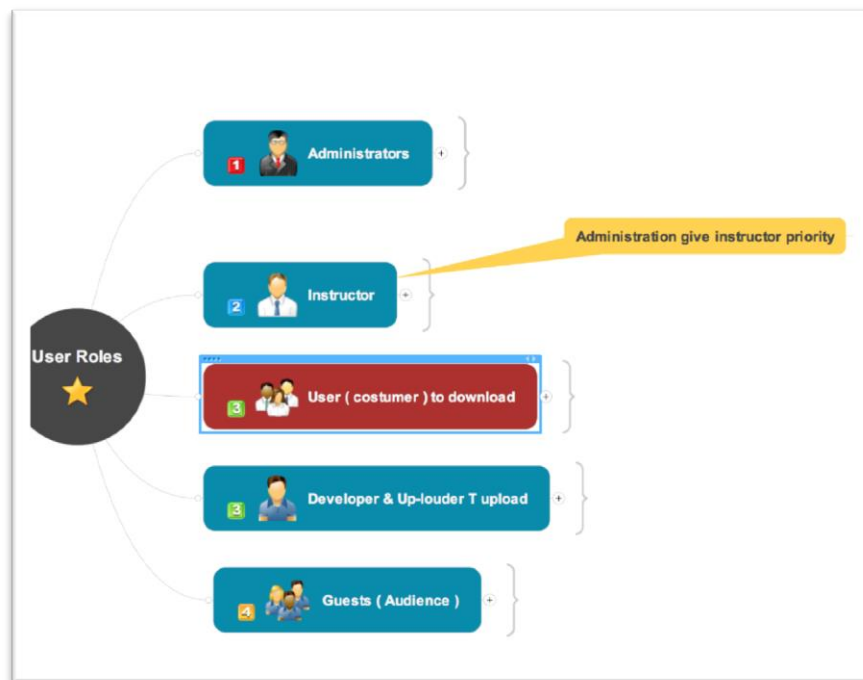 User Roles
1
Administrators
Administration give instructor priority
2
Instructor
3
User ( costumer ) to download
3
Developer & Up-louder T upload
4
Guests ( Audience )